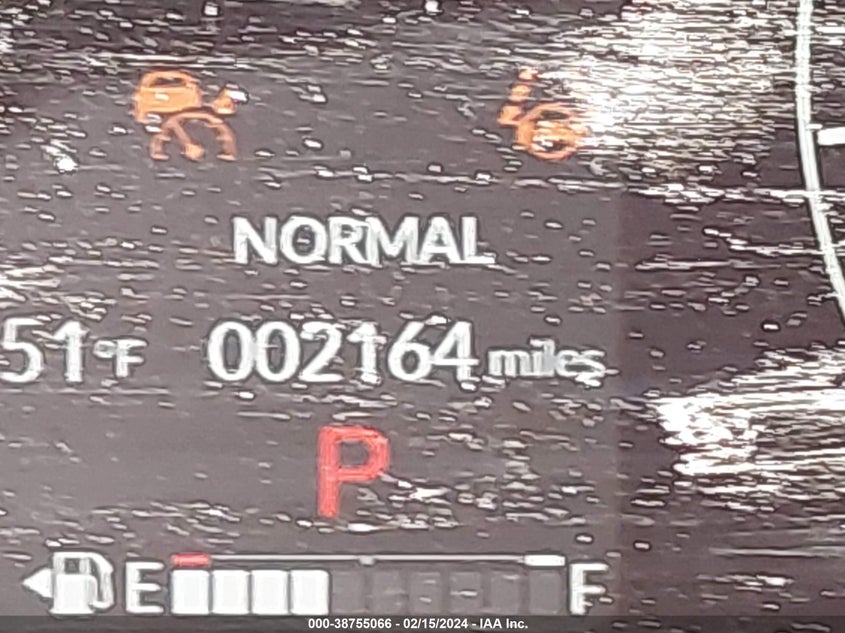 NORMAL
51°F 002164 miles
P
E F
000-38755066 - 02/15/2024 - IAA Inc.